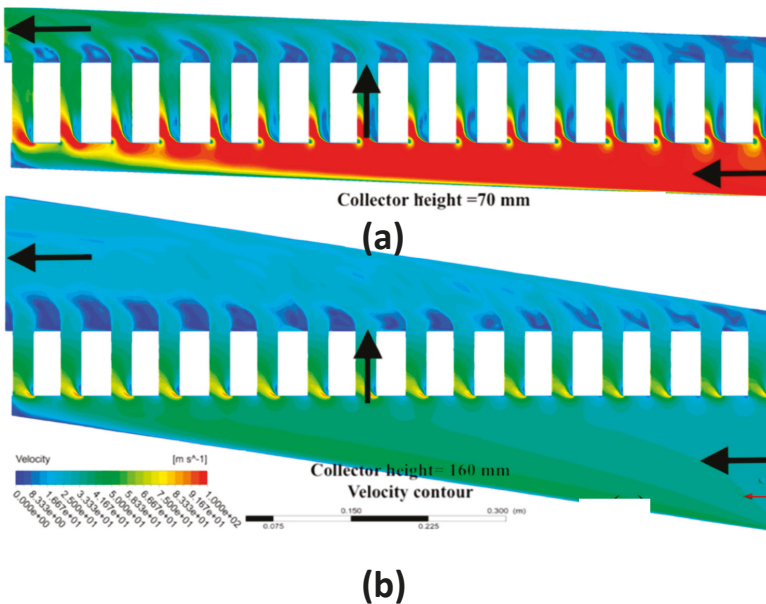 Collector height =70 mm
(a)
Velocity [m s^-1]
0.000e+00
8.333e+00
1.667e+01
2.500e+01
3.333e+01
4.167e+01
5.000e+01
5.833e+01
6.667e+01
7.500e+01
8.333e+01
9.167e+01
1.000e+02
Collector height= 160 mm
Velocity contour
0.150 0.300 (m)
0.075 0.225
(b)